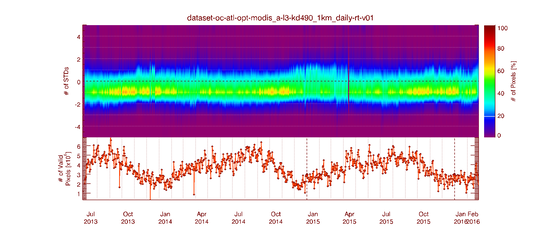 dataset-oc-atl-opt-modis_a-l3-kd490_1km_daily-rt-v01
4
2
0
-2
-4
# of STDs
100
80
60
40
20
0
# of Pixels [%]
6
5
4
3
2
1
# of Valid
Pixels [x10⁵]
Jul Oct Jan Apr Jul Oct Jan Apr Jul Oct Jan Feb
2013 2013 2014 2014 2014 2014 2015 2015 2015 2015 2016 2016